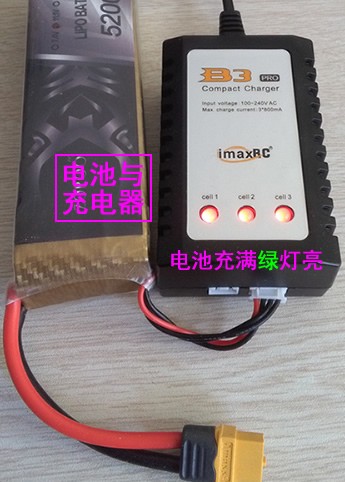 LIPO BAT
5200
B3 PRO
Compact Charger
Input voltage: 100~240V AC
Max. charge current: 3*800mA
imaxRC®
cell 1 cell 2 cell 3
电池与
充电器
电池充满绿灯亮